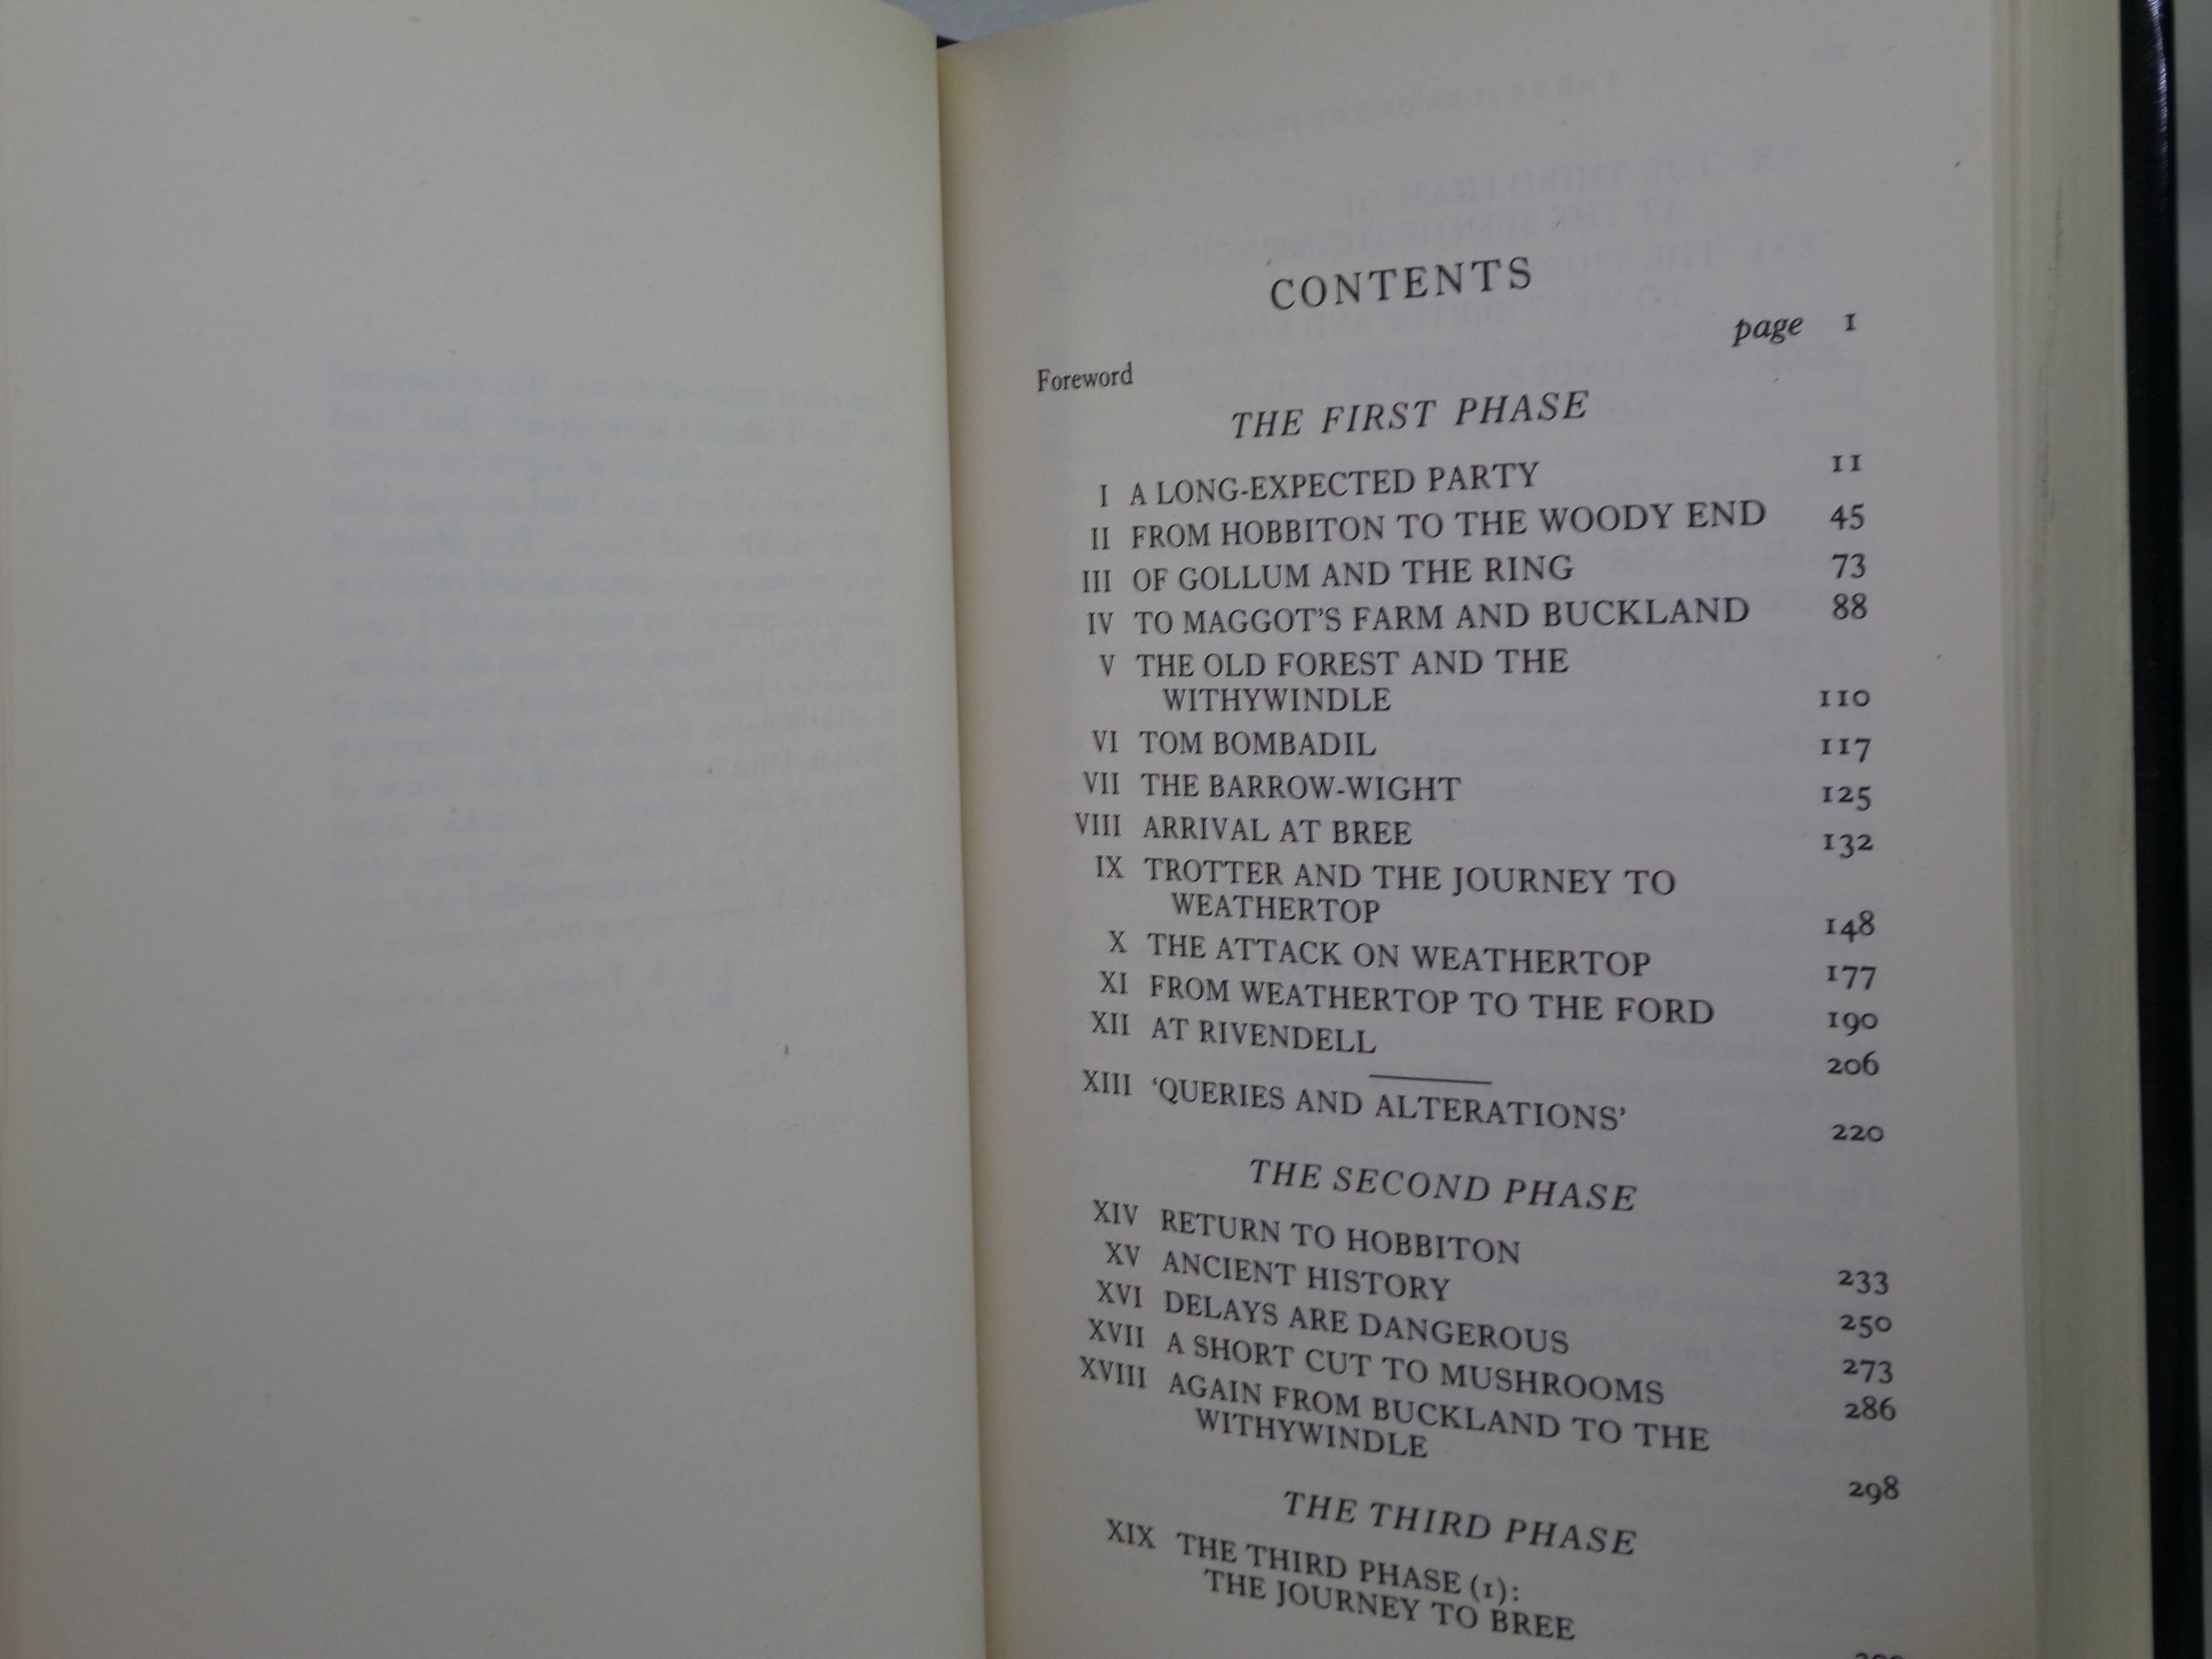 CONTENTS
page 1
Foreword
THE FIRST PHASE
I A LONG-EXPECTED PARTY 11
II FROM HOBBITON TO THE WOODY END 45
III OF GOLLUM AND THE RING 73
IV TO MAGGOT'S FARM AND BUCKLAND 88
V THE OLD FOREST AND THE
WITHYWINDLE 110
VI TOM BOMBADIL 117
VII THE BARROW-WIGHT 125
VIII ARRIVAL AT BREE 132
IX TROTTER AND THE JOURNEY TO
WEATHERTOP 148
X THE ATTACK ON WEATHERTOP 177
XI FROM WEATHERTOP TO THE FORD 190
XII AT RIVENDELL 206
XIII ‘QUERIES AND ALTERATIONS’ 220
THE SECOND PHASE
XIV RETURN TO HOBBITON 233
XV ANCIENT HISTORY 250
XVI DELAYS ARE DANGEROUS 273
XVII A SHORT CUT TO MUSHROOMS 286
XVIII AGAIN FROM BUCKLAND TO THE
WITHYWINDLE 298
THE THIRD PHASE
XIX THE THIRD PHASE (1):
THE JOURNEY TO BREE